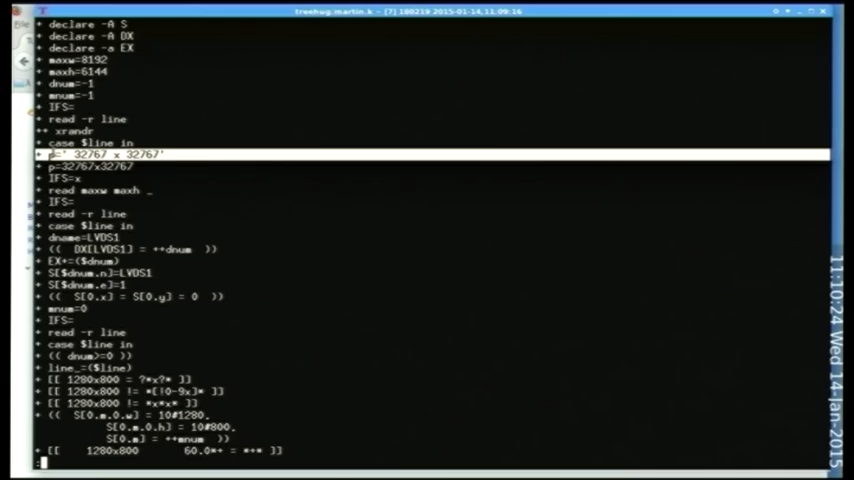 treehug:martin.k - [7] 180219 2015-01-14,11:09:16
+ declare -A S
+ declare -A DX
+ declare -a EX
+ maxw=8192
+ maxh=6144
+ dnum=-1
+ mnum=-1
+ IFS=
+ read -r line
++ xrandr
+ case $line in
+ p=' 32767 x 32767'
+ p=32767x32767
+ IFS=x
+ read maxw maxh _
+ IFS=
+ read -r line
+ case $line in
+ dname=LVDS1
+ ((  DX[LVDS1] = ++dnum  ))
+ EX+=($dnum)
+ S[$dnum.n]=LVDS1
+ S[$dnum.e]=1
+ ((  S[0.x] = S[0.y] = 0  ))
+ mnum=0
+ IFS=
+ read -r line
+ case $line in
+ (( dnum>=0 ))
+ line_=($line)
+ [[ 1280x800 = ?*x?* ]]
+ [[ 1280x800 != *[!0-9x]* ]]
+ [[ 1280x800 != *x*x* ]]
+ ((  S[0.m.0.w] = 10#1280,
S[0.m.0.h] = 10#800,
S[0.m] = ++mnum  ))
+ [[    1280x800       60.0*+ = *+* ]]
:
11:10:24 Wed 14-Jan-2015